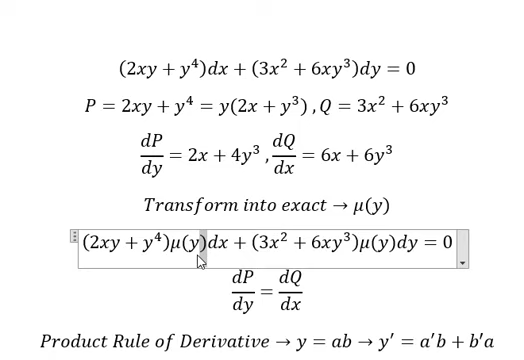 (2xy + y⁴)dx + (3x² + 6xy³)dy = 0
P = 2xy + y⁴ = y(2x + y³) , Q = 3x² + 6xy³
dP/dy = 2x + 4y³ , dQ/dx = 6x + 6y³
Transform into exact → μ(y)
(2xy + y⁴)μ(y)dx + (3x² + 6xy³)μ(y)dy = 0
dP/dy = dQ/dx
Product Rule of Derivative → y = ab → y′ = a′b + b′a